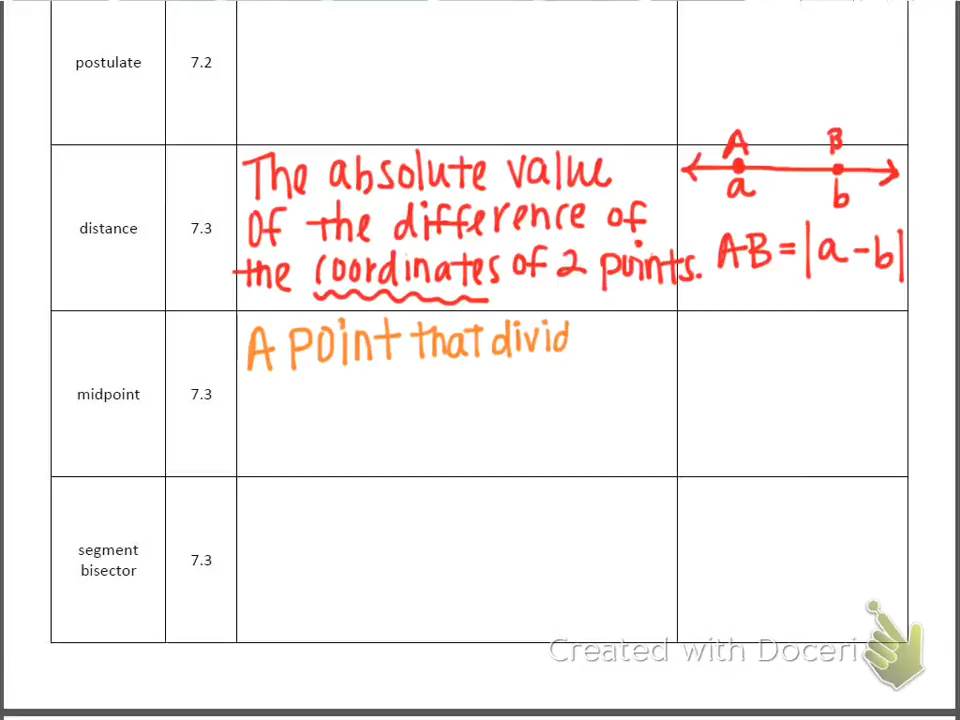 postulate 7.2
distance 7.3
The absolute value
Of the difference of
the coordinates of 2 points.
A B
a b
AB = |a - b|
midpoint 7.3
A point that divid
segment
bisector
7.3
Created with Doceri